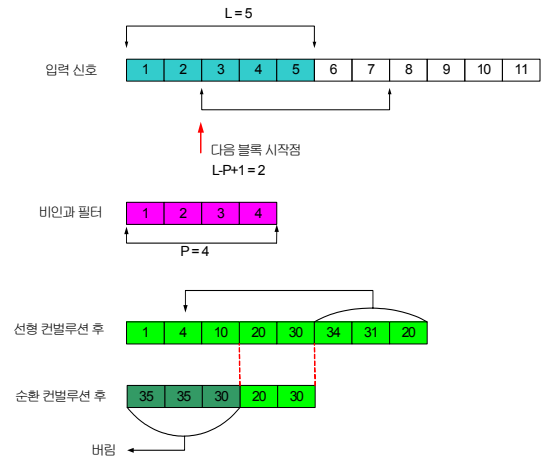 L=5
입력 신호 1 2 3 4 5 6 7 8 9 10 11
다음 블록 시작점
L-P+1=2
비인과 필터 1 2 3 4
P=4
선형 컨벌루션 후 1 4 10 20 30 34 31 20
순환 컨벌루션 후 35 35 30 20 30
버림